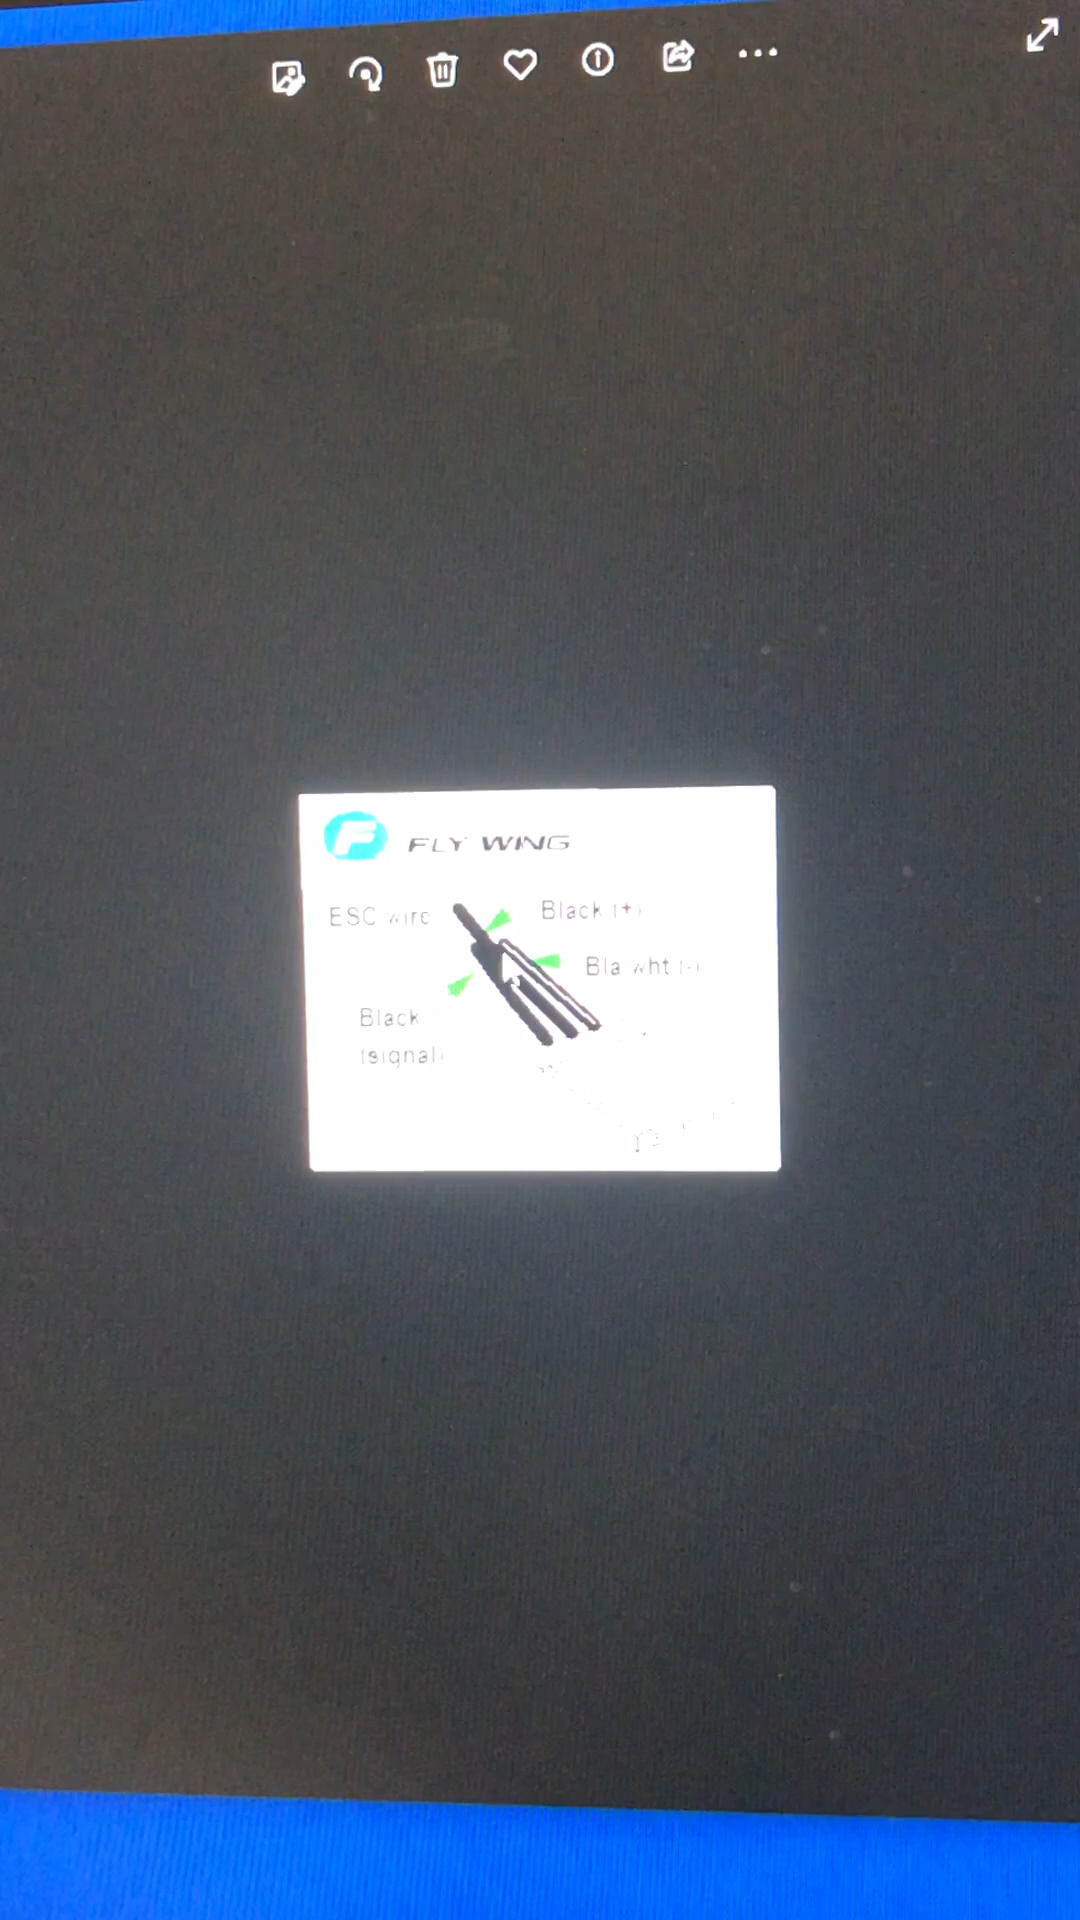 FLY WING
ESC wire
Black (+)
Bla wht (-)
Black
(signal)